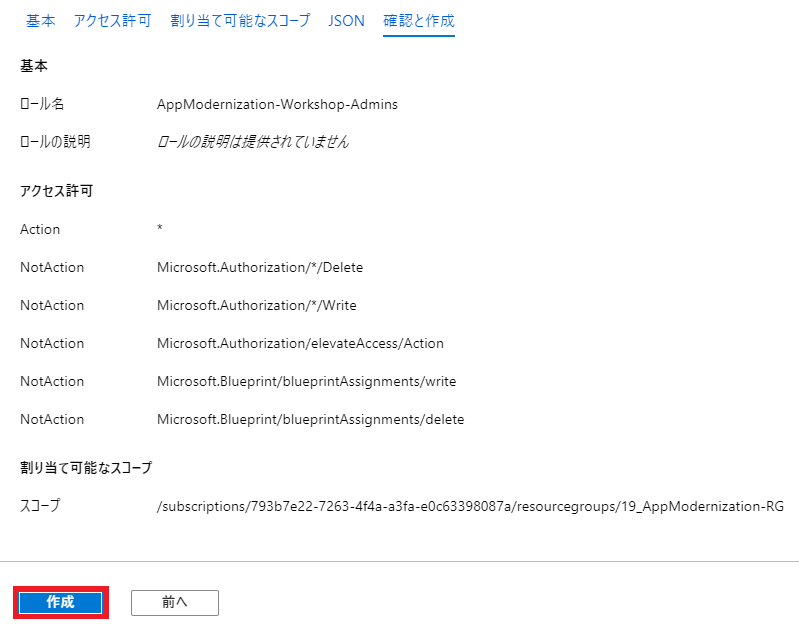 基本 アクセス許可 割り当て可能なスコープ JSON 確認と作成
基本
ロール名 AppModernization-Workshop-Admins
ロールの説明 ロールの説明は提供されていません
アクセス許可
Action *
NotAction Microsoft.Authorization/*/Delete
NotAction Microsoft.Authorization/*/Write
NotAction Microsoft.Authorization/elevateAccess/Action
NotAction Microsoft.Blueprint/blueprintAssignments/write
NotAction Microsoft.Blueprint/blueprintAssignments/delete
割り当て可能なスコープ
スコープ /subscriptions/793b7e22-7263-4f4a-a3fa-e0c63398087a/resourcegroups/19_AppModernization-RG
作成 前へ